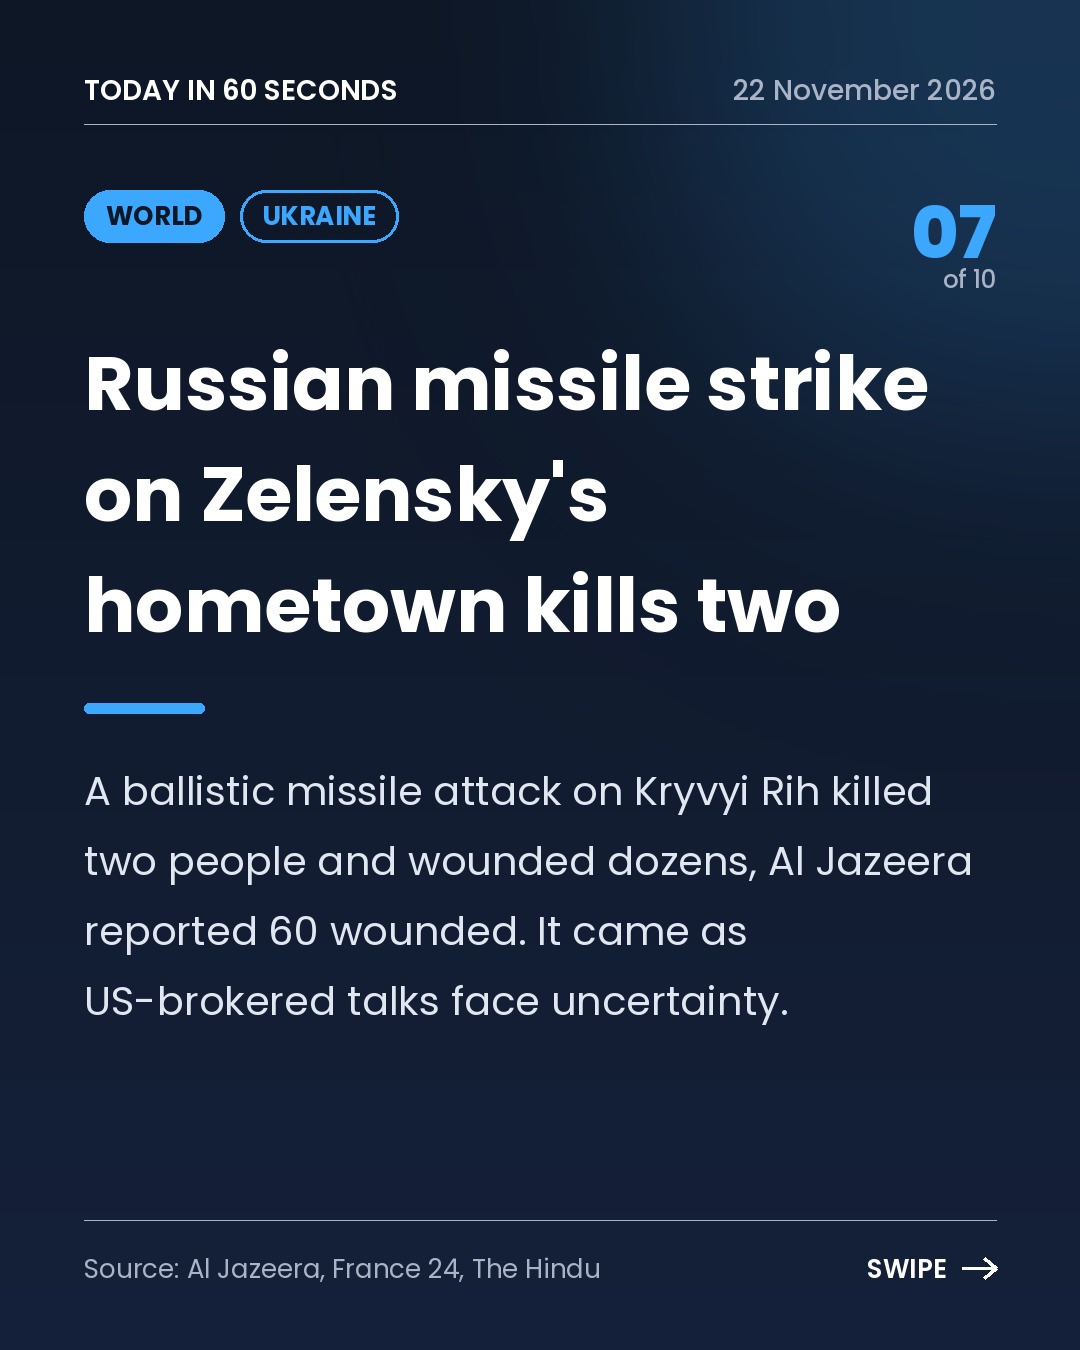 TODAY IN 60 SECONDS
22 November 2026
WORLD
UKRAINE
07
of 10
Russian missile strike
on Zelensky's
hometown kills two
A ballistic missile attack on Kryvyi Rih killed
two people and wounded dozens, Al Jazeera
reported 60 wounded. It came as
US-brokered talks face uncertainty.
Source: Al Jazeera, France 24, The Hindu
SWIPE →